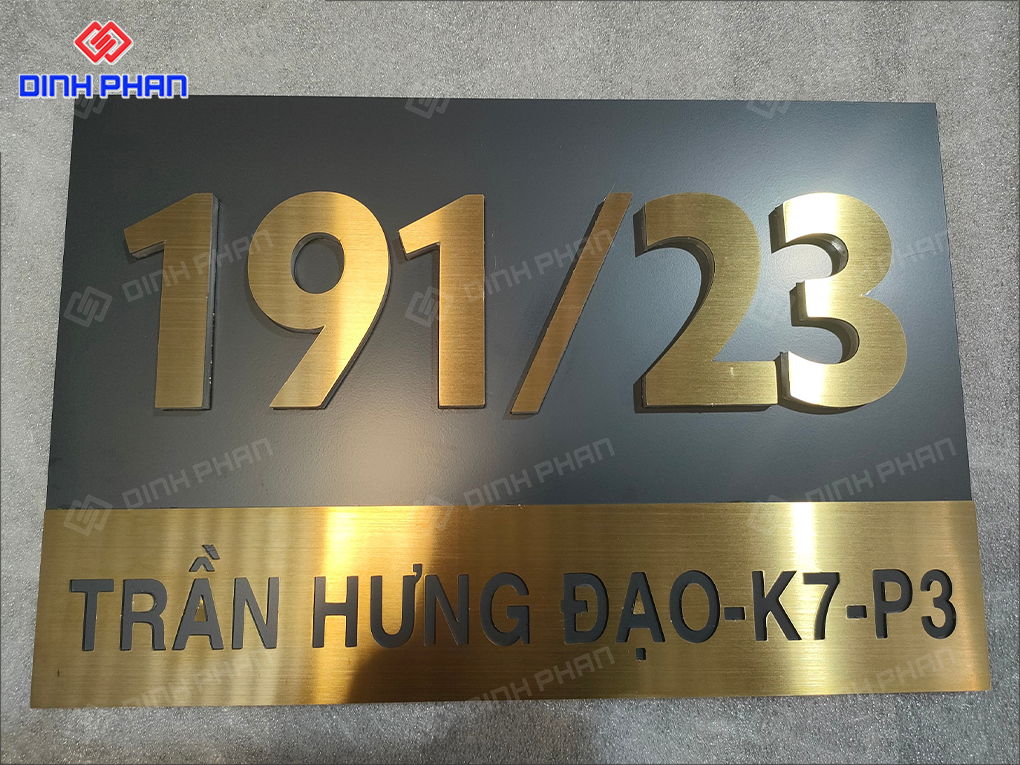 DINH PHAN
191/23
TRẦN HƯNG ĐẠO-K7-P3